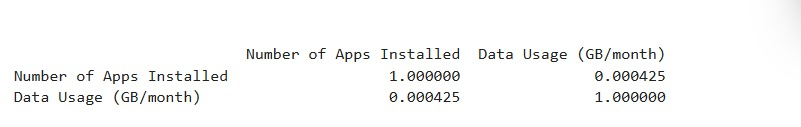 Number of Apps Installed  Data Usage (GB/month)
Number of Apps Installed  1.000000  0.000425
Data Usage (GB/month)  0.000425  1.000000